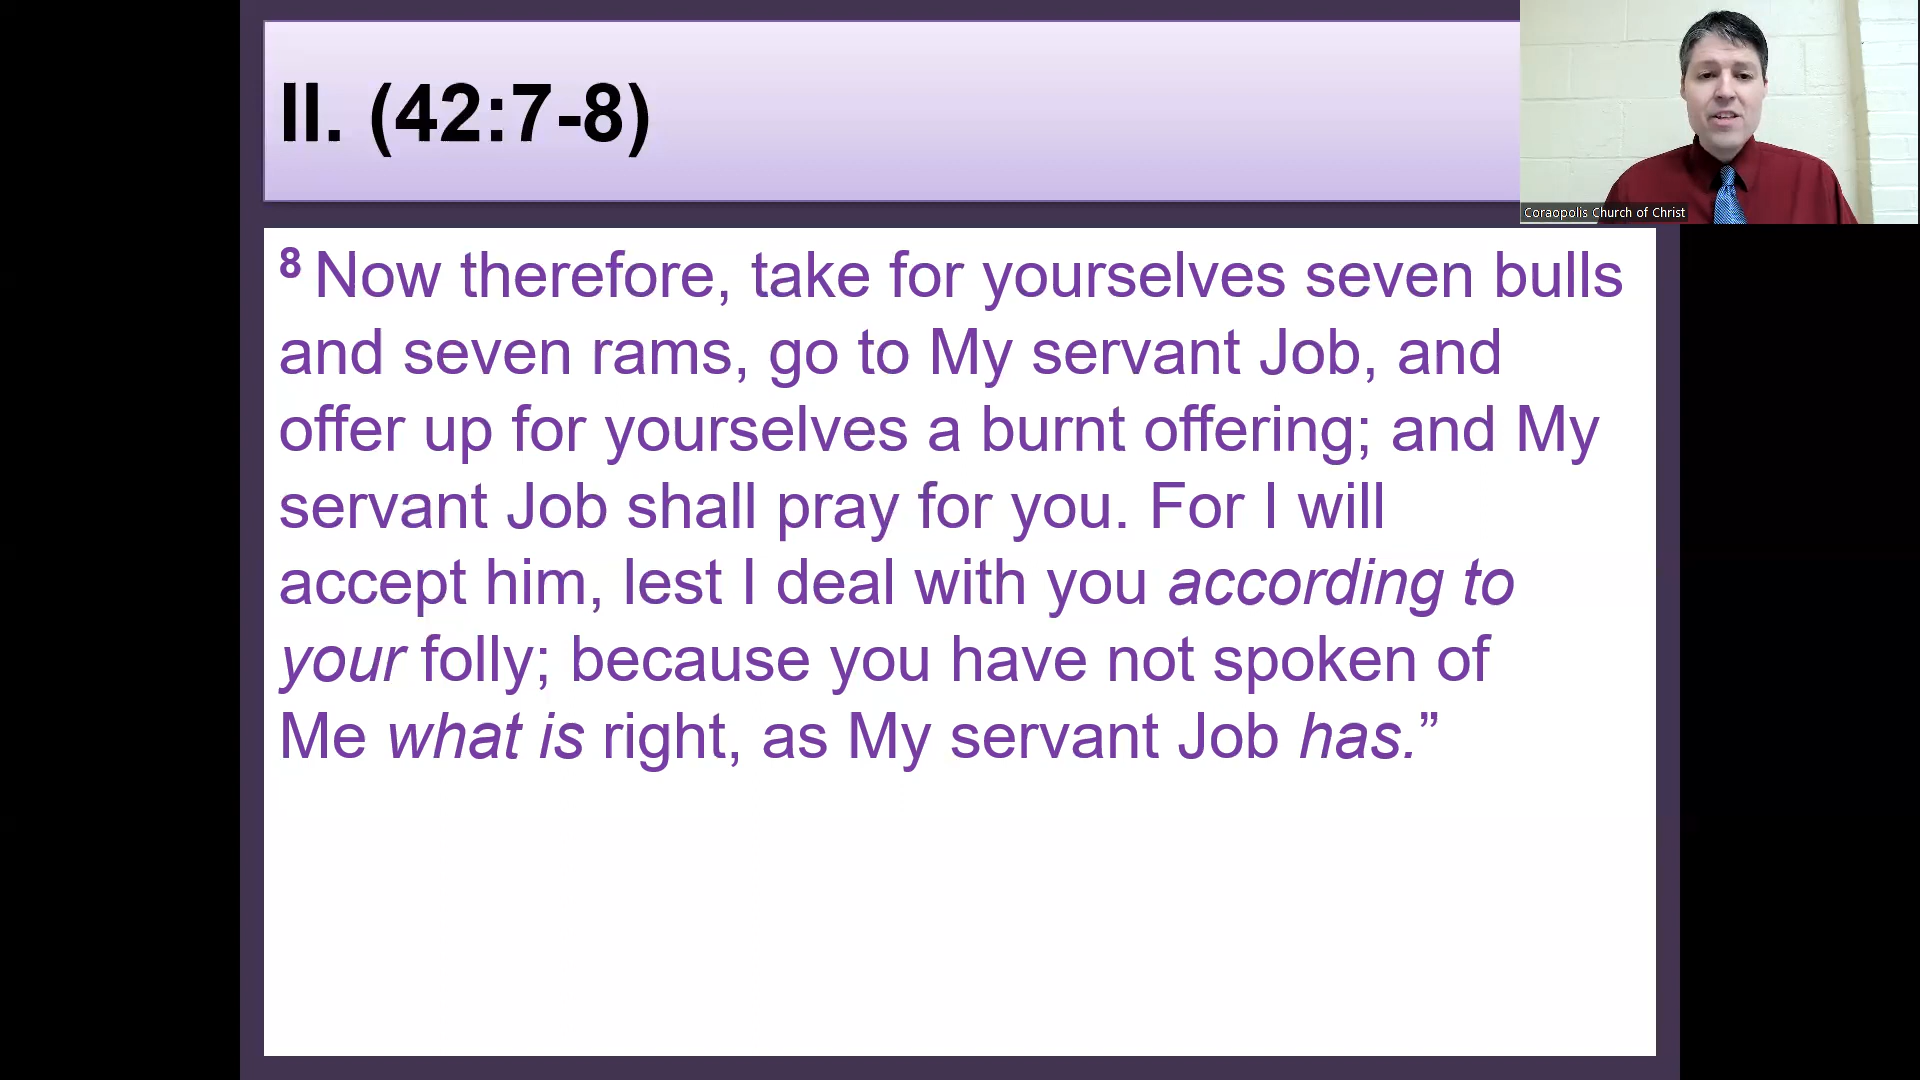 II. (42:7-8)
Coraopolis Church of Christ
8 Now therefore, take for yourselves seven bulls
and seven rams, go to My servant Job, and
offer up for yourselves a burnt offering; and My
servant Job shall pray for you. For I will
accept him, lest I deal with you according to
your folly; because you have not spoken of
Me what is right, as My servant Job has.”